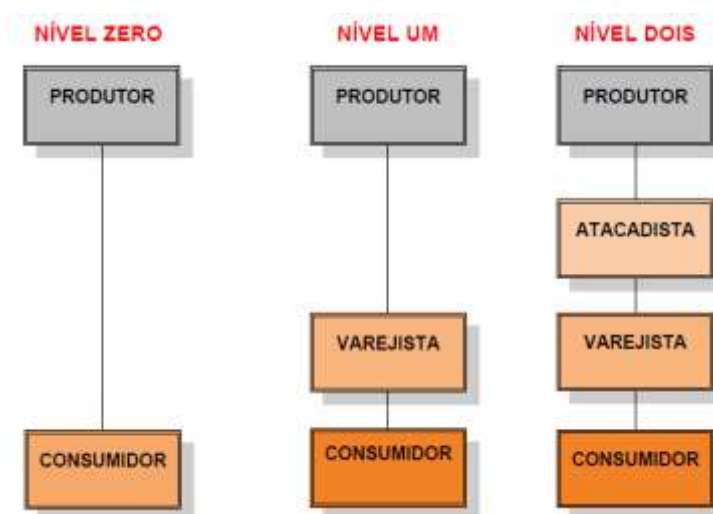 NÍVEL ZERO
NÍVEL UM
NÍVEL DOIS
PRODUTOR
PRODUTOR
PRODUTOR
ATACADISTA
VAREJISTA
VAREJISTA
CONSUMIDOR
CONSUMIDOR
CONSUMIDOR